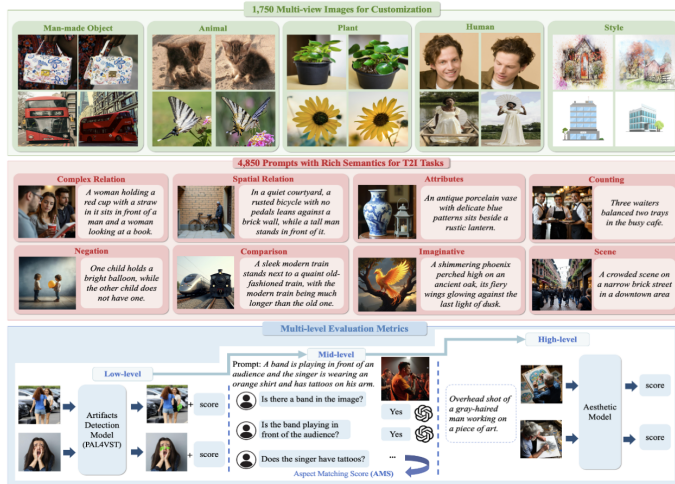 1,750 Multi-view Images for Customization
Man-made Object
Animal
Plant
Human
Style
4,850 Prompts with Rich Semantics for T2I Tasks
Complex Relation
A woman holding a
red cup with a straw
in it sits in front of a
man and a woman
looking at a book.
Spatial Relation
In a quiet courtyard, a
rusted bicycle with no
pedals leans against a
brick wall, while a tall man
stands in front of it.
Attributes
An antique porcelain vase
with delicate blue
patterns sits beside a
rustic lantern.
Counting
Three waiters
balanced two trays
in the busy cafe.
Negation
One child holds a
bright balloon, while
the other child does
not have one.
Comparison
A sleek modern train
stands next to a quaint old-
fashioned train, with
the modern train being much
longer than the old one.
Imaginative
A shimmering phoenix
perched high on an
ancient oak, its fiery
wings glowing against the
last light of dusk.
Scene
A crowded scene on
a narrow brick street
in a downtown area
Multi-level Evaluation Metrics
Low-level
Artifacts
Detection
Model
(PAL4VST)
+ score
+ score
Mid-level
Prompt: A band is playing in front of an
audience and the singer is wearing an
orange shirt and has tattoos on his arm.
Is there a band in the image?
Yes
Is the band playing in
front of the audience?
Yes
Does the singer have tattoos?
...
Aspect Matching Score (AMS)
High-level
Overhead shot of
a gray-haired
man working on
a piece of art.
Aesthetic
Model
score
score